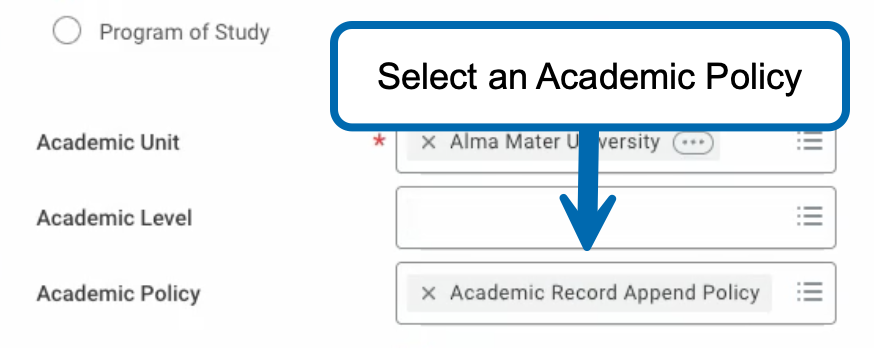 Program of Study
Select an Academic Policy
Academic Unit * × Alma Mater University
Academic Level
Academic Policy × Academic Record Append Policy